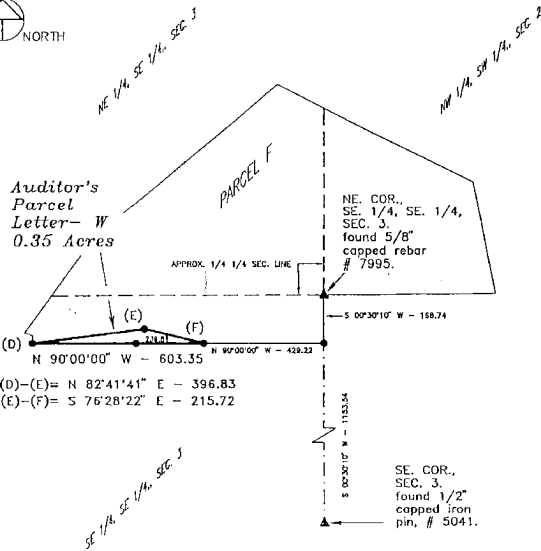 NORTH
NE 1/4, SE 1/4, SEC. 3
NW 1/4, SW 1/4, SEC. 2
PARCEL F
Auditor's
Parcel
Letter- W
0.35 Acres
NE. COR.,
SE. 1/4, SE. 1/4,
SEC. 3.
found 5/8"
capped rebar
# 7995.
APPROX. 1/4 1/4 SEC. LINE
S 00°30'10" W - 168.74
(E)
(F)
(D)
N 90°00'00" W - 603.35
N 90°00'00" W - 429.22
(D)-(E)= N 82°41'41" E - 396.83
(E)-(F)= S 76°28'22" E - 215.72
S 00°30'10" W - 1153.54
SE 1/4, SE 1/4, SEC. 3
SE. COR.,
SEC. 3.
found 1/2"
capped iron
pin, # 5041.